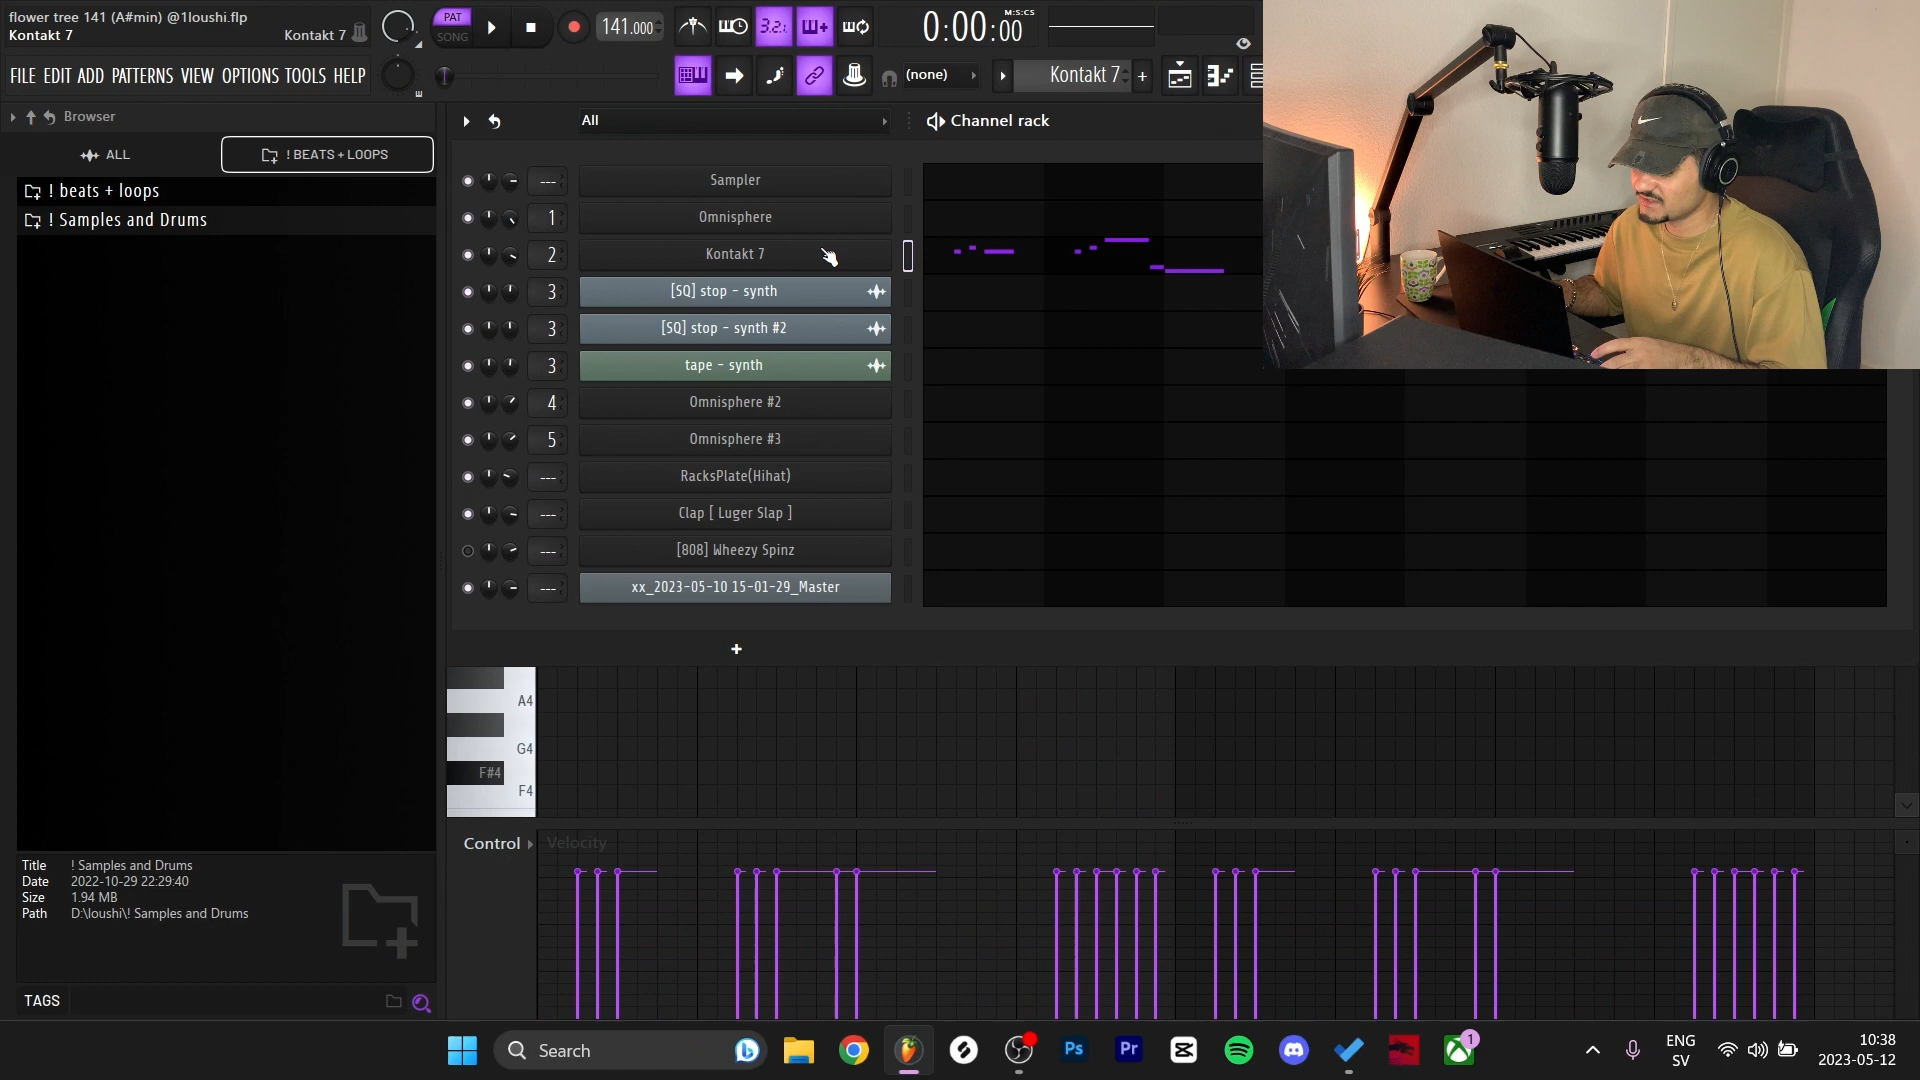 flower tree 141 (A#min) @1loushi.flp
Kontakt 7
Kontakt 7
PAT
SONG
141.000
3.2.1
0:00:00
M:S:CS
FILE EDIT ADD PATTERNS VIEW OPTIONS TOOLS HELP
(none)
Kontakt 7
+
Browser
ALL
! BEATS + LOOPS
! beats + loops
! Samples and Drums
All
Channel rack
--- Sampler
1 Omnisphere
2 Kontakt 7
3 [SQ] stop - synth
3 [SQ] stop - synth #2
3 tape - synth
4 Omnisphere #2
5 Omnisphere #3
--- RacksPlate(Hihat)
--- Clap [ Luger Slap ]
--- [808] Wheezy Spinz
--- xx_2023-05-10 15-01-29_Master
+
A4
G4
F#4
F4
Control
Velocity
Title ! Samples and Drums
Date 2022-10-29 22:29:40
Size 1.94 MB
Path D:\loushi\! Samples and Drums
TAGS
Search
Ps
Pr
1
ENG
SV
10:38
2023-05-12